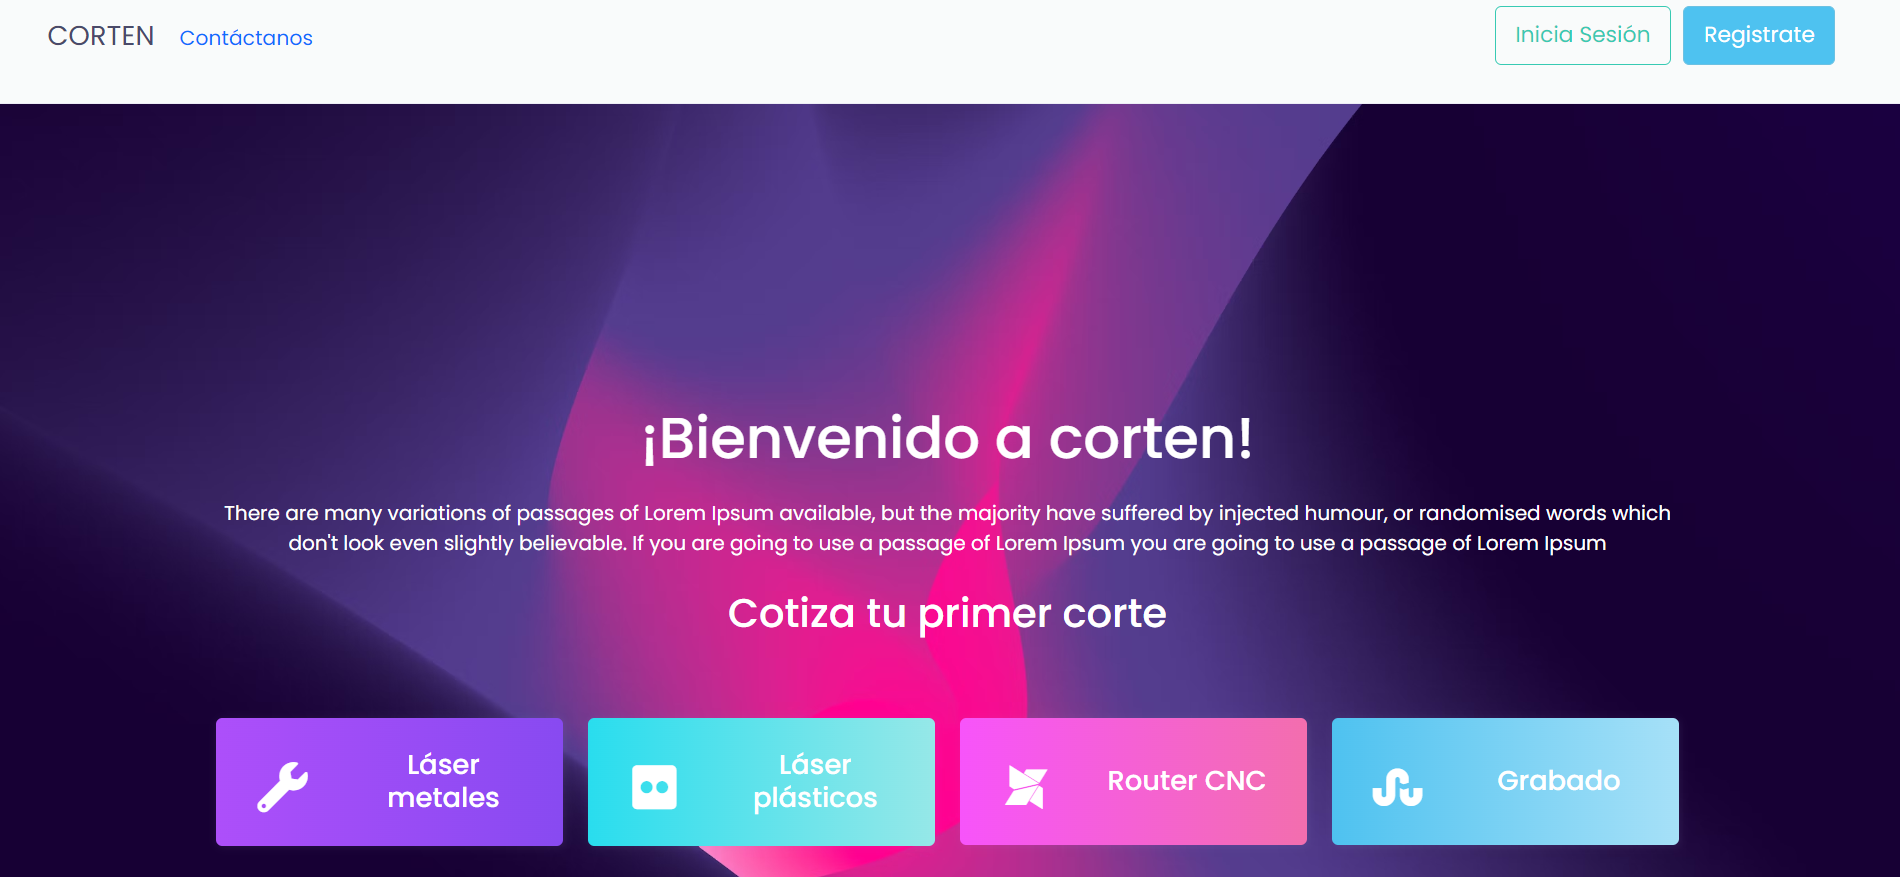 CORTEN Contáctanos Inicia Sesión Registrate
¡Bienvenido a corten!
There are many variations of passages of Lorem Ipsum available, but the majority have suffered by injected humour, or randomised words which
don't look even slightly believable. If you are going to use a passage of Lorem Ipsum you are going to use a passage of Lorem Ipsum
Cotiza tu primer corte
Láser
metales
Láser
plásticos
Router CNC
Grabado